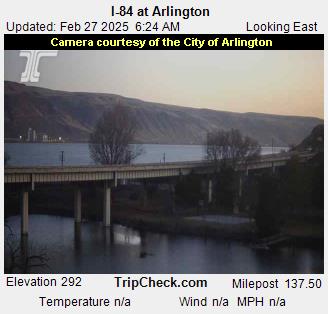 I-84 at Arlington
Updated: Feb 27 2025 6:24 AM Looking East
Camera courtesy of the City of Arlington
Elevation 292 TripCheck.com Milepost 137.50
Temperature n/a Wind n/a MPH n/a